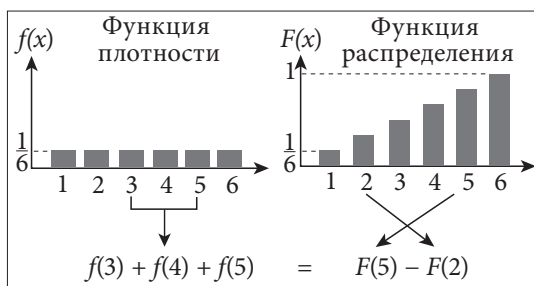 Функция
плотности
f(x)
1/6
1 2 3 4 5 6
Функция
распределения
F(x)
1
1/6
1 2 3 4 5 6
f(3) + f(4) + f(5) = F(5) − F(2)